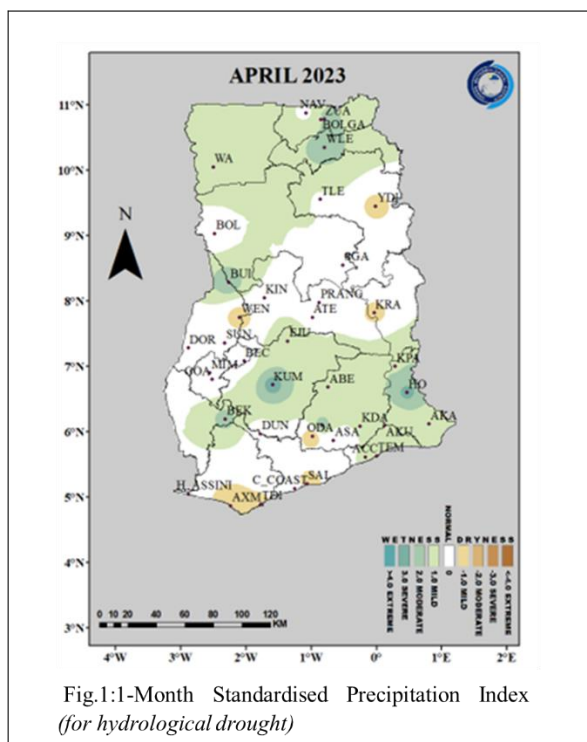 APRIL 2023
11°N
10°N
9°N
8°N
7°N
6°N
5°N
4°N
3°N
N
NAV
ZUA
BOLGA
WLE
WA
TLE
YDI
BOL
BUI
KIN
PRANG
KRA
WEN
ATE
SUN
EJU
DOR
BEC
KPA
GOA
MIM
KUM
ABE
HO
BEK
AKA
DUN
ODA
ASA
KDA
AKU
ACC
TEM
SAL
C_COAST
H_ASSINI
AXM
TDI
WETNESS
NORMAL
DRYNESS
>4.0 EXTREME
3.0 SEVERE
2.0 MODERATE
1.0 MILD
0
-1.0 MILD
-2.0 MODERATE
-3.0 SEVERE
<-4.0 EXTREME
0 10 20 40 60 80 100 120
KM
4°W
3°W
2°W
1°W
0°
1°E
2°E
Fig.1:1-Month Standardised Precipitation Index
(for hydrological drought)